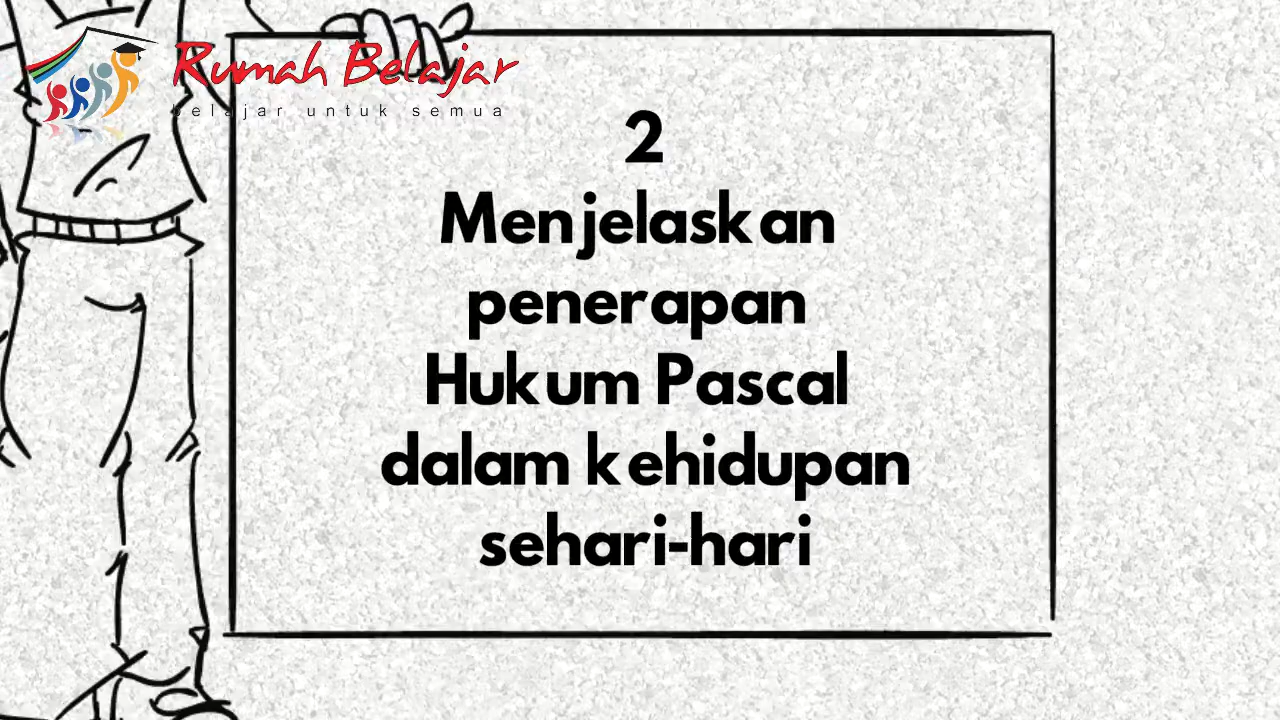 Rumah Belajar
belajar untuk semua
2
Menjelaskan
penerapan
Hukum Pascal
dalam kehidupan
sehari-hari